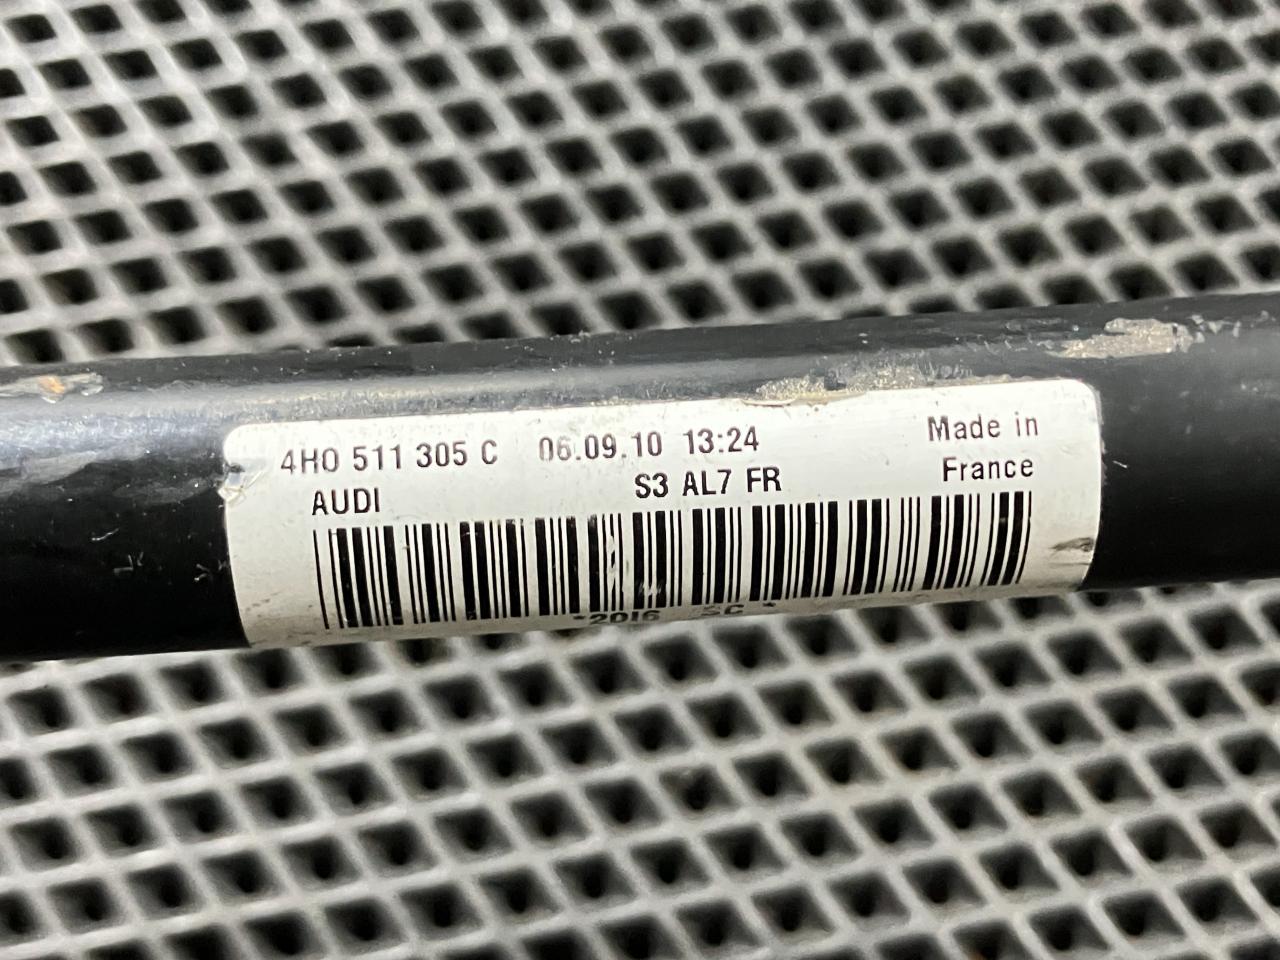 4H0 511 305 C 06.09.10 13:24 Made in
AUDI S3 AL7 FR France